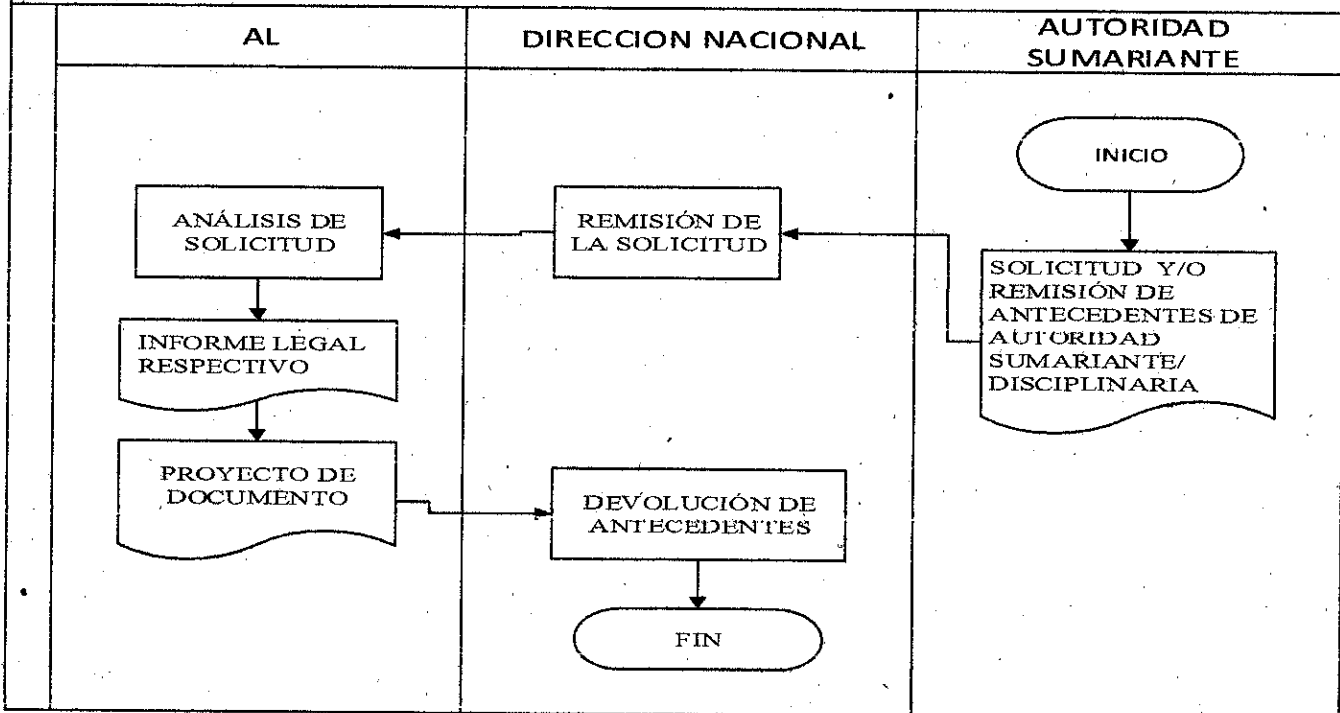 AL
DIRECCION NACIONAL
AUTORIDAD
SUMARIANTE
INICIO
SOLICITUD Y/O
REMISIÓN DE
ANTECEDENTES DE
AUTORIDAD
SUMARIANTE/
DISCIPLINARIA
REMISIÓN DE
LA SOLICITUD
ANÁLISIS DE
SOLICITUD
INFORME LEGAL
RESPECTIVO
PROYECTO DE
DOCUMENTO
DEVOLUCIÓN DE
ANTECEDENTES
FIN